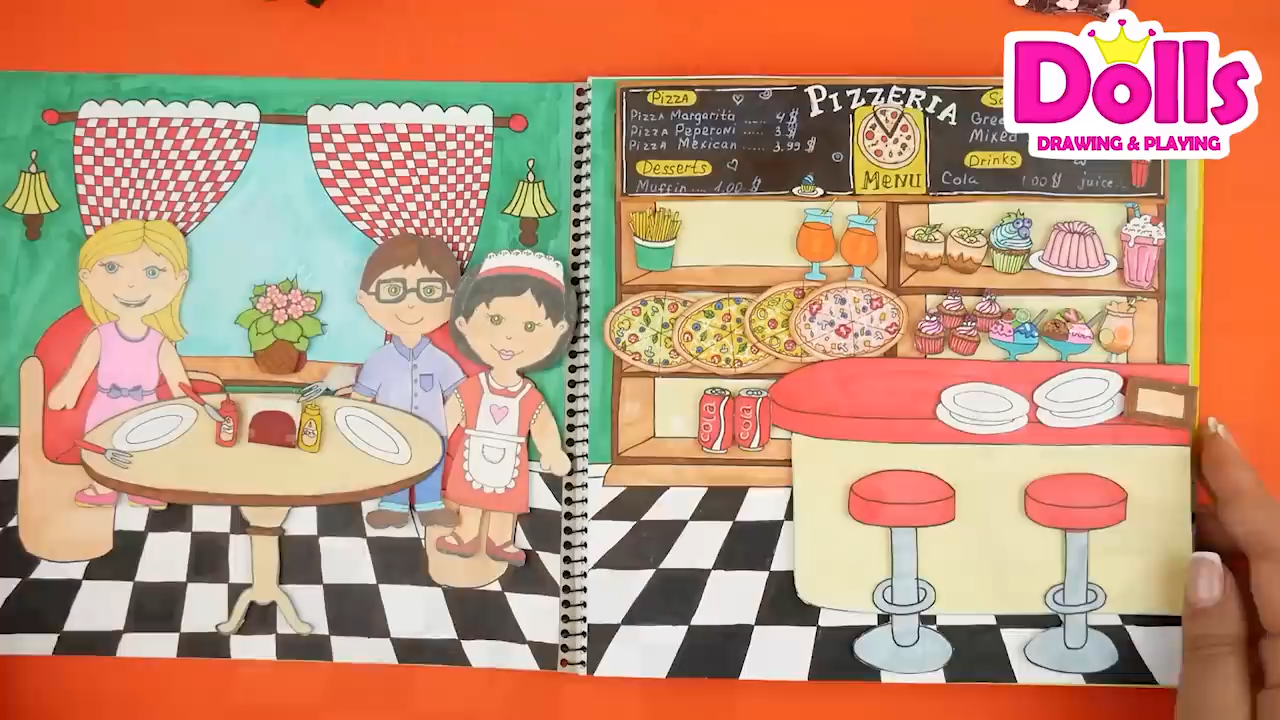 Dolls
DRAWING & PLAYING
PIZZERIA
Pizza
Pizza Margarita ..... 4 $
Pizza Peperoni ..... 3 $
Pizza Mexican ..... 3.99 $
Desserts
Muffin .... 1.00 $
MENU
Mixed
Drinks
Cola 1.00 $ juice...
cola
cola